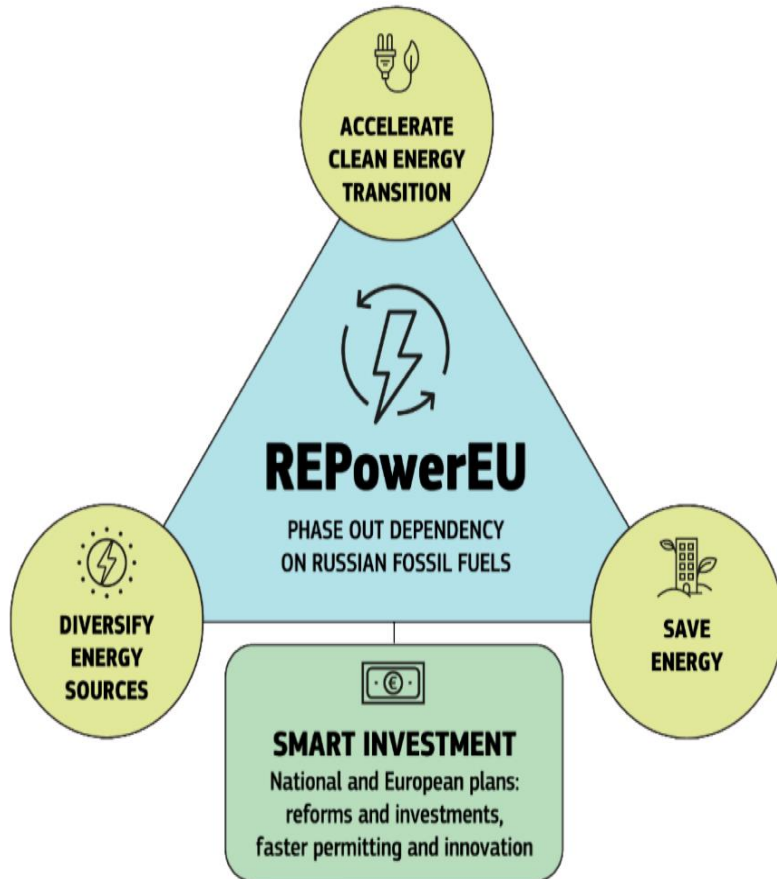 ACCELERATE
CLEAN ENERGY
TRANSITION
REPowerEU
PHASE OUT DEPENDENCY
ON RUSSIAN FOSSIL FUELS
DIVERSIFY
ENERGY
SOURCES
SAVE
ENERGY
€
SMART INVESTMENT
National and European plans:
reforms and investments,
faster permitting and innovation